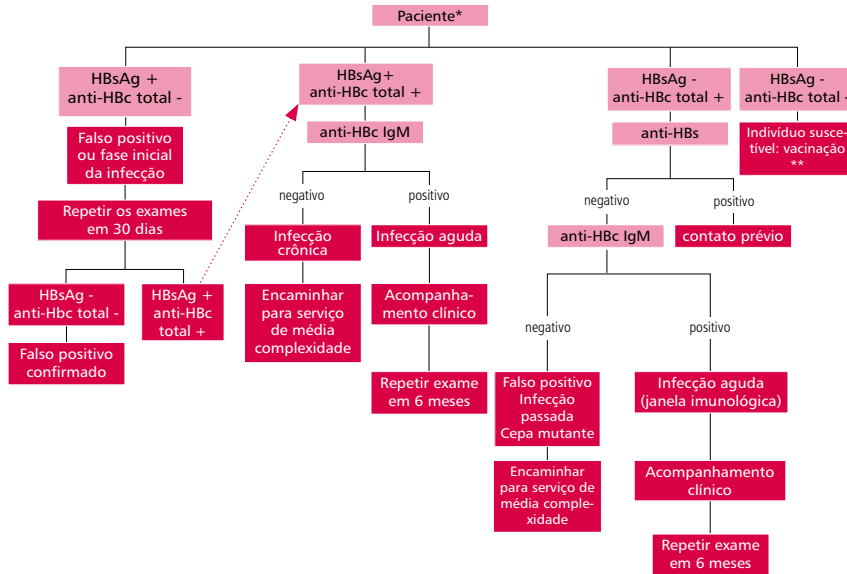 Paciente*
HBsAg +
anti-HBc total -
HBsAg+
anti-HBc total +
HBsAg -
anti-HBc total +
HBsAg -
anti-HBc total -
Falso positivo
ou fase inicial
da infecção
anti-HBc IgM
anti-HBs
Indivíduo susce-
tível: vacinação
**
negativo
positivo
negativo
positivo
Repetir os exames
em 30 dias
Infecção
crônica
Infecção aguda
anti-HBc IgM
contato prévio
HBsAg -
anti-Hbc total -
HBsAg +
anti-HBc
total +
Encaminhar
para serviço
de média
complexidade
Acompanha-
mento clínico
negativo
positivo
Falso positivo
confirmado
Repetir exame
em 6 meses
Falso positivo
Infecção
passada
Cepa mutante
Infecção aguda
(janela imunológica)
Encaminhar
para serviço de
média comple-
xidade
Acompanhamento
clínico
Repetir exame
em 6 meses